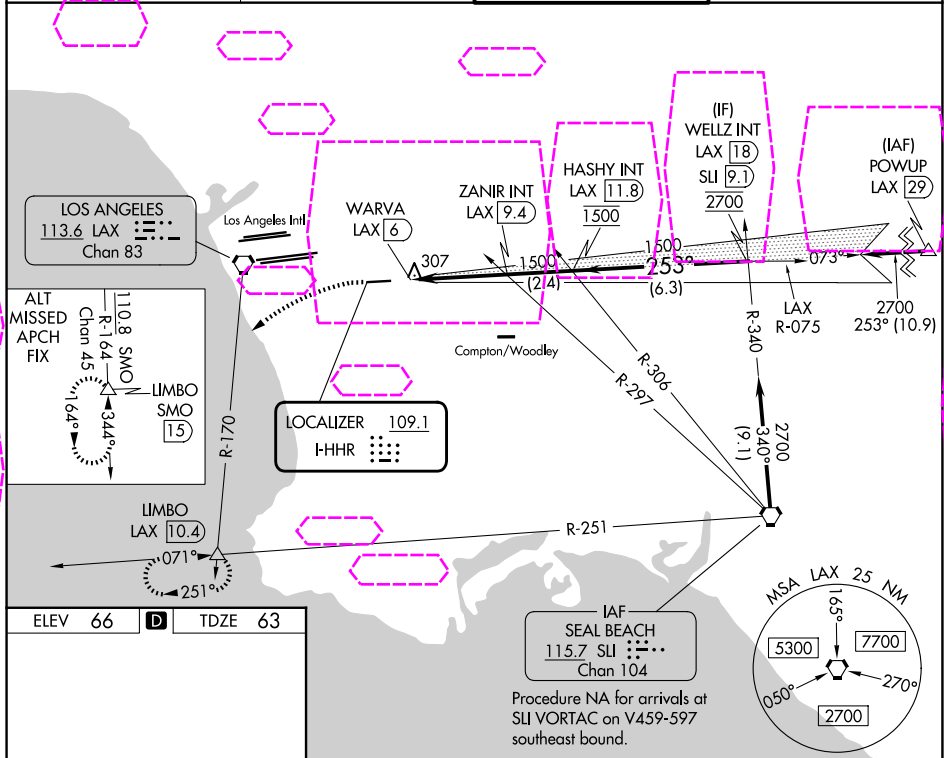 (IF)
WELLZ INT
LAX 18
SLI 9.1
2700
(IAF)
POWUP
LAX 29
HASHY INT
LAX 11.8
1500
ZANIR INT
LAX 9.4
WARVA
LAX 6
LOS ANGELES
113.6 LAX
Chan 83
Los Angeles Intl
307
1500
1500
253°
073°
(2.4)
(6.3)
LAX
R-075
2700
253° (10.9)
ALT
MISSED
APCH
FIX
110.8 SMO
R-164
Chan 45
LIMBO
SMO
15
164°
344°
R-170
Compton/Woodley
R-340
R-306
R-297
LOCALIZER 109.1
I-HHR
2700
340°
(9.1)
LIMBO
LAX 10.4
071°
251°
R-251
ELEV 66 D TDZE 63
IAF
SEAL BEACH
115.7 SLI
Chan 104
Procedure NA for arrivals at
SLI VORTAC on V459-597
southeast bound.
MSA LAX 25 NM
165°
5300
7700
050°
270°
2700